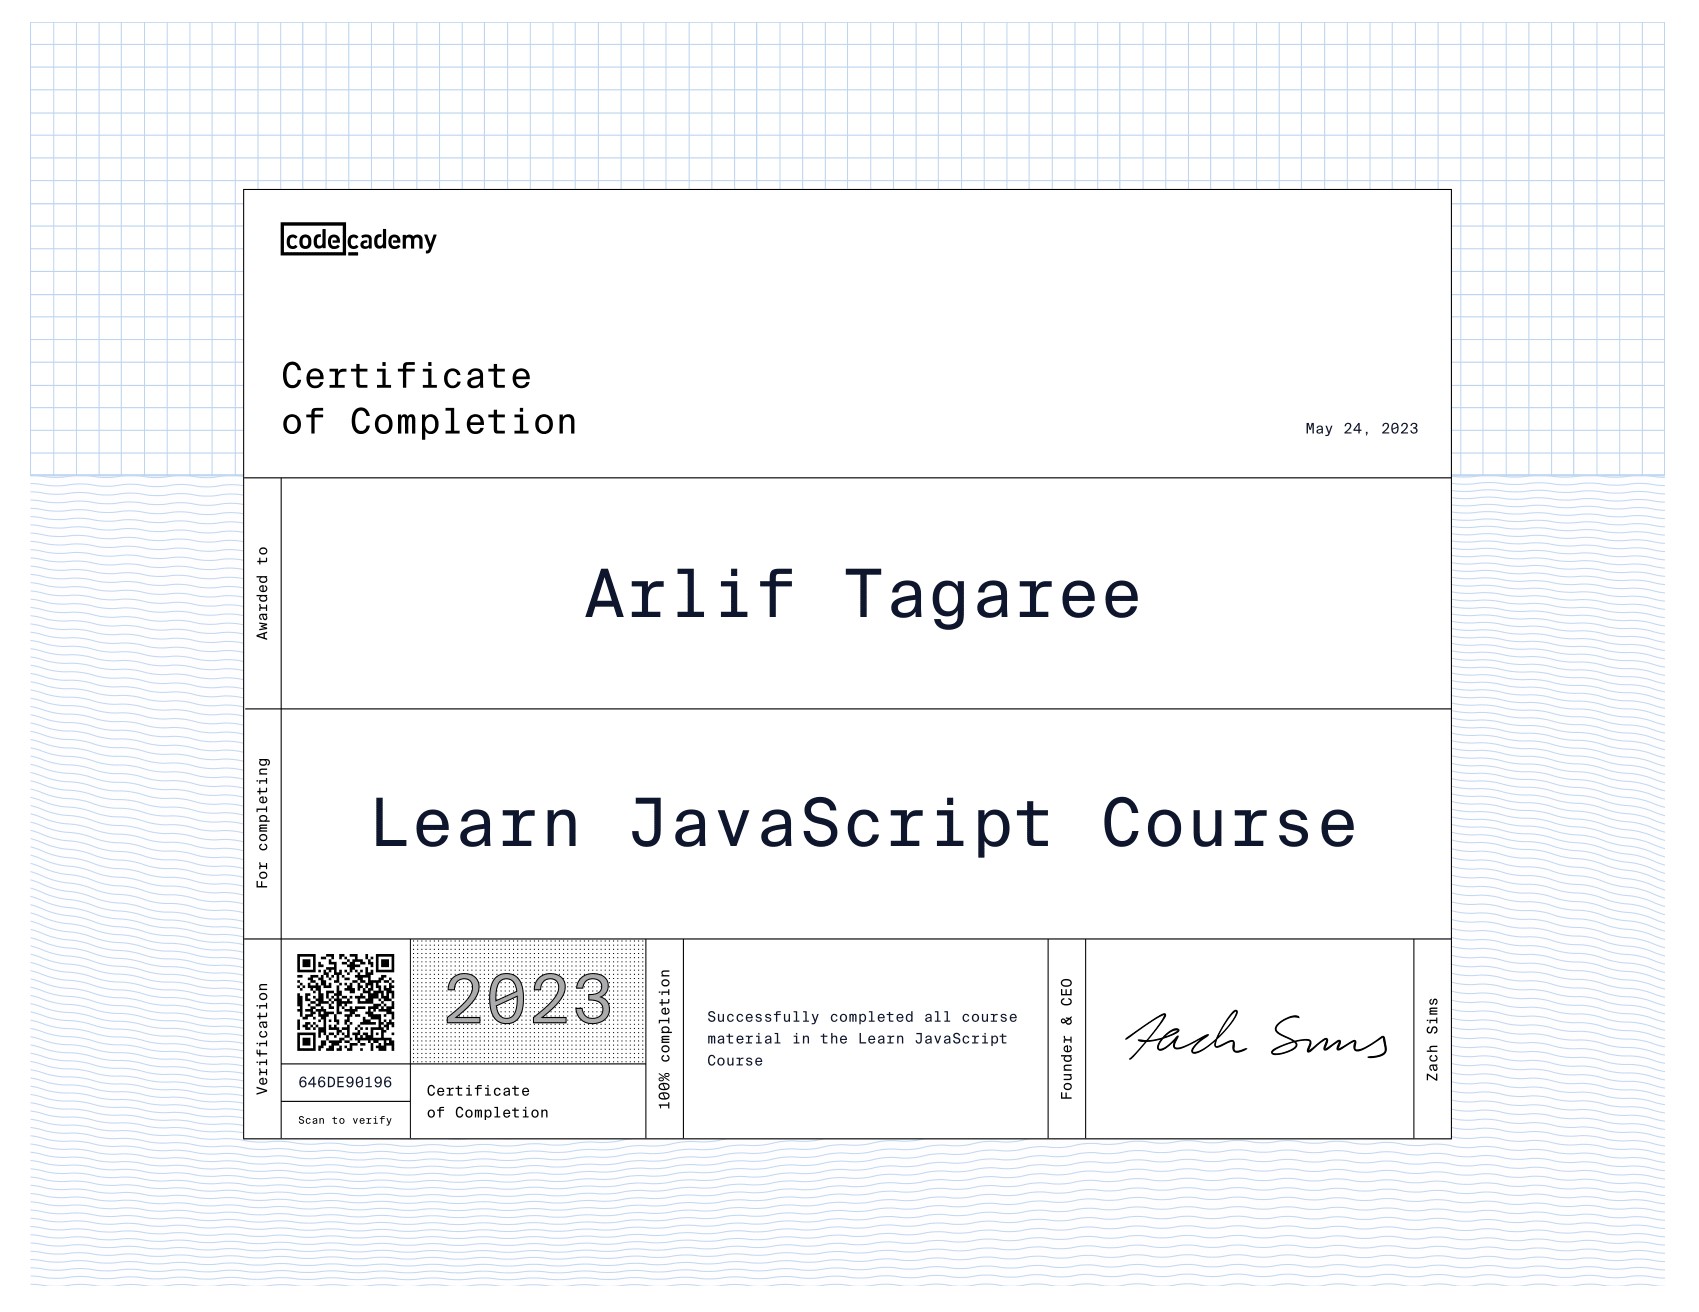 codecademy
Certificate
of Completion
May 24, 2023
Awarded to
Arlif Tagaree
For completing
Learn JavaScript Course
Verification
646DE90196
Scan to verify
2023
Certificate
of Completion
100% completion
Successfully completed all course
material in the Learn JavaScript
Course
Founder & CEO
Zach Sims
Zach Sims